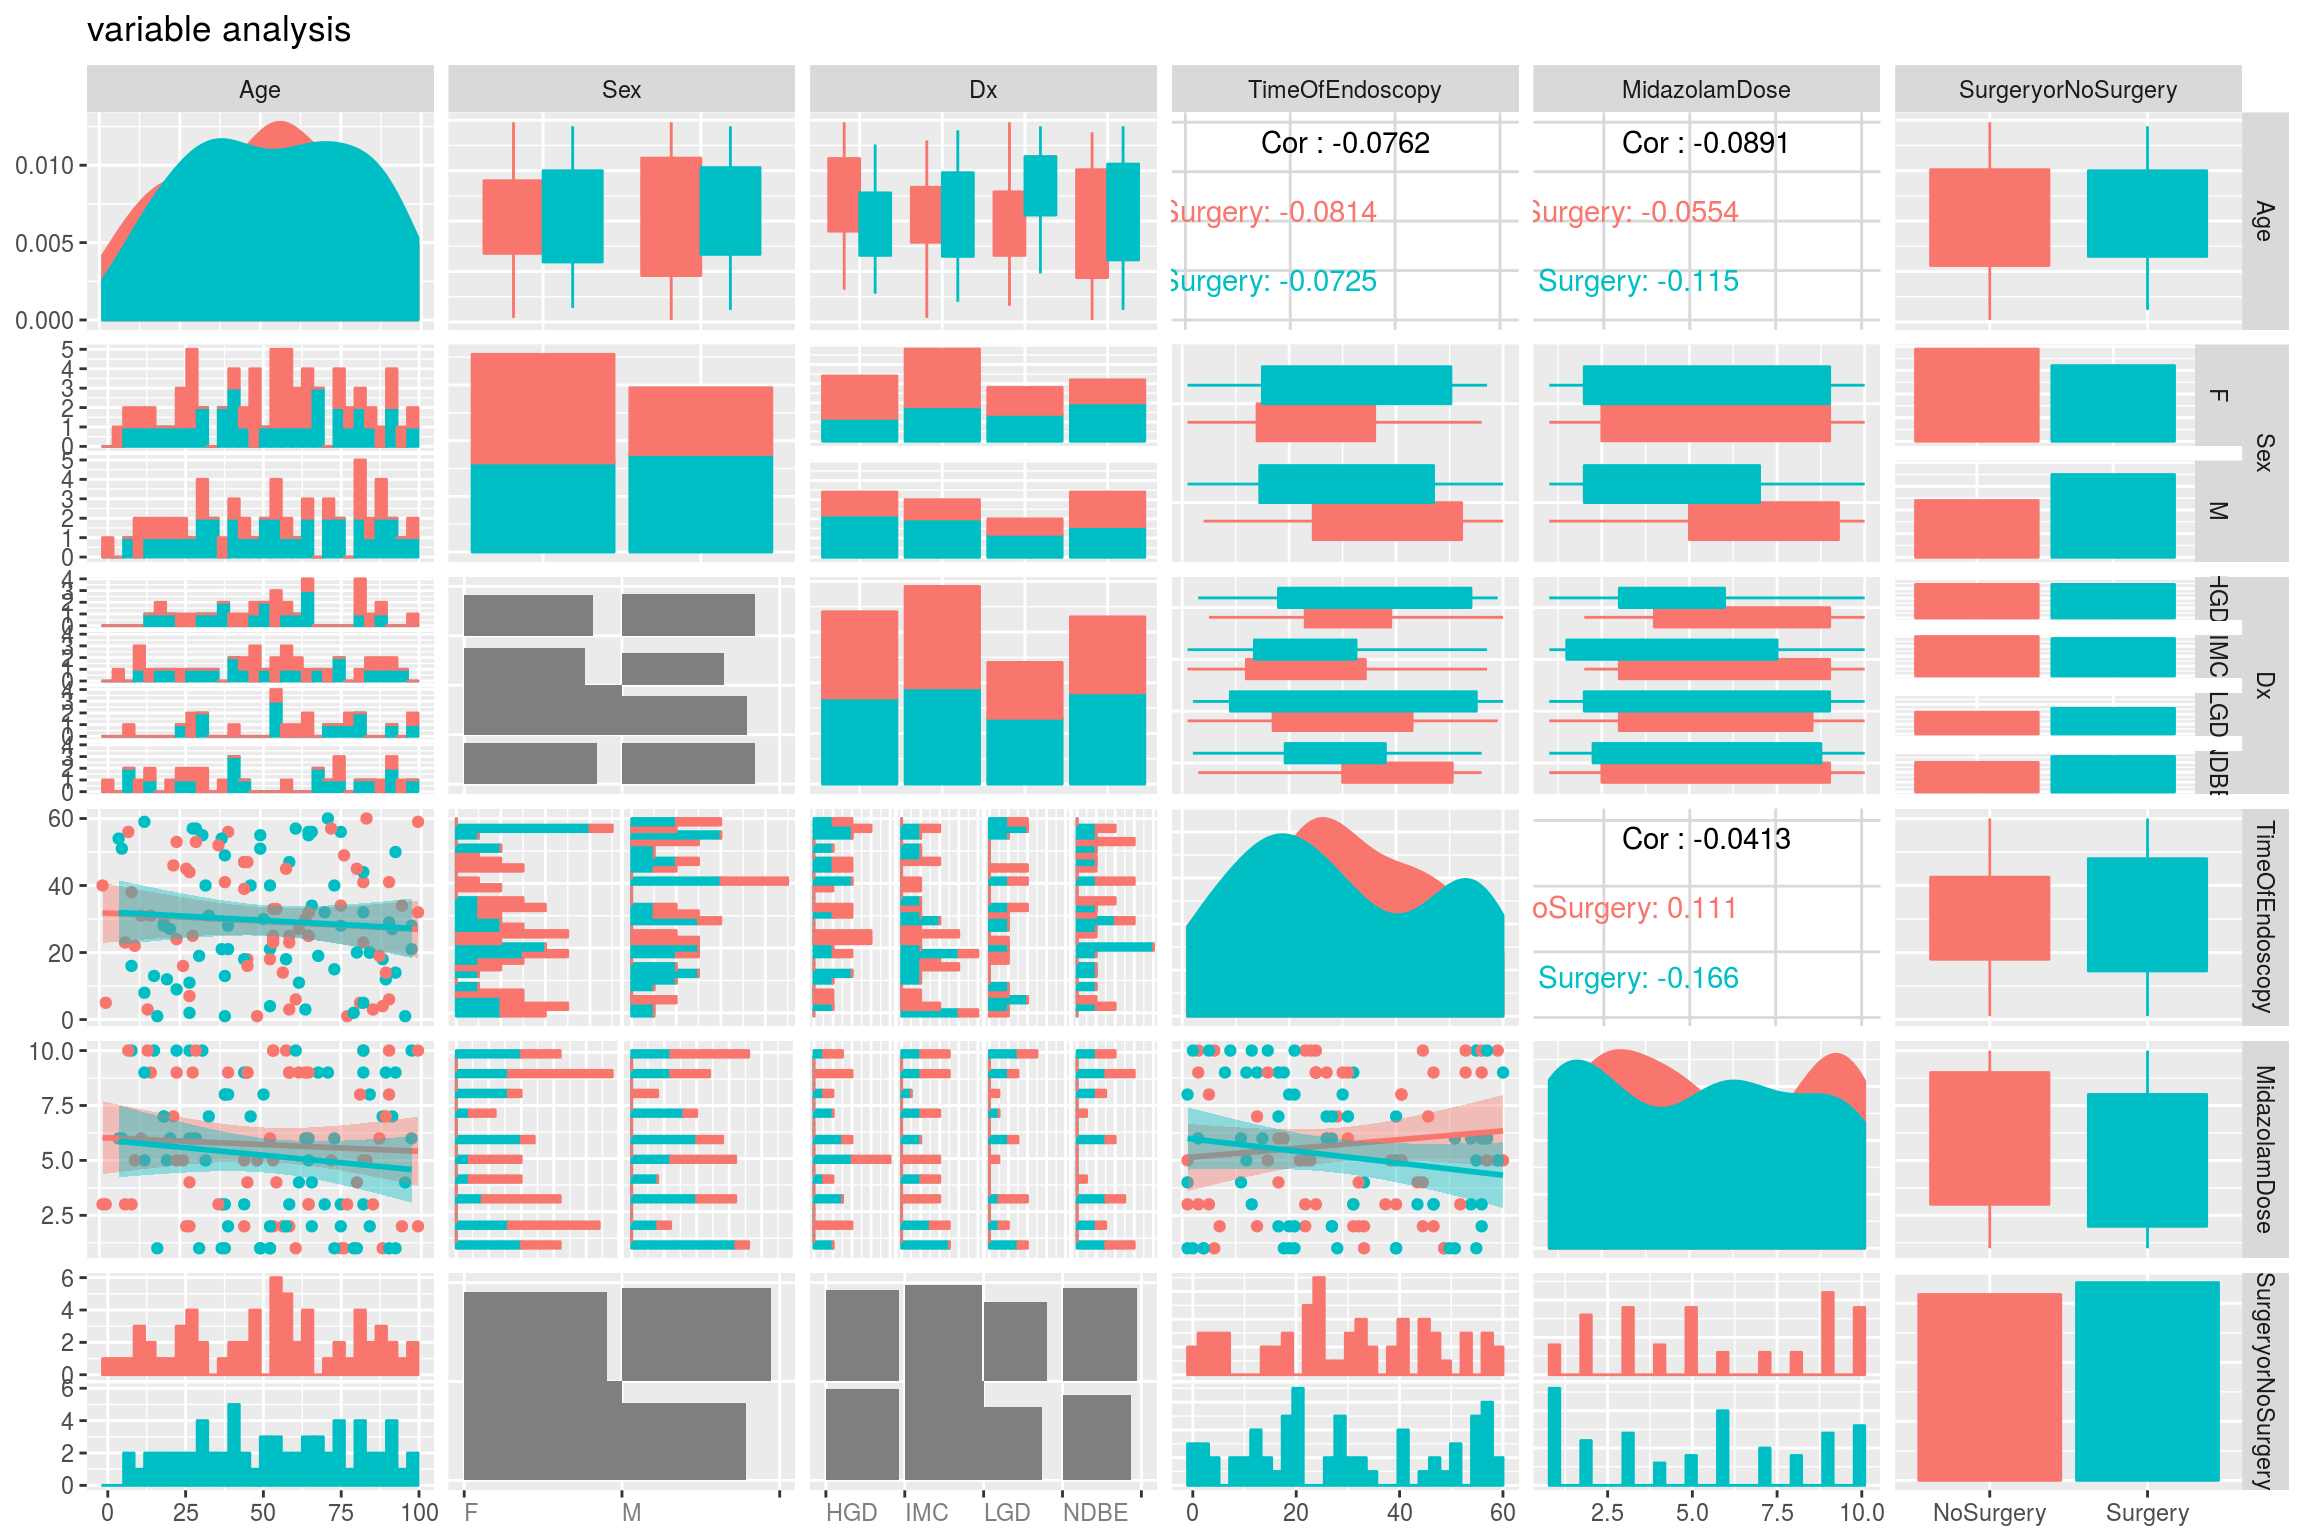 variable analysis
Age Sex Dx TimeOfEndoscopy MidazolamDose SurgeryorNoSurgery
0.010
0.005
0.000
Cor : -0.0762
Surgery: -0.0814
Surgery: -0.0725
Cor : -0.0891
Surgery: -0.0554
Surgery: -0.115
Age
5
4
3
2
1
0
5
4
3
2
1
0
F
M
Sex
4
3
2
1
0
4
3
2
1
0
4
3
2
1
0
4
3
2
1
0
HGD
IMC
LGD
NDBE
Dx
60
40
20
0
Cor : -0.0413
oSurgery: 0.111
Surgery: -0.166
TimeOfEndoscopy
10.0
7.5
5.0
2.5
MidazolamDose
6
4
2
0
6
4
2
0
SurgeryorNoSurgery
0 25 50 75 100
F M
HGD IMC LGD NDBE
0 20 40 60
2.5 5.0 7.5 10.0
NoSurgery Surgery